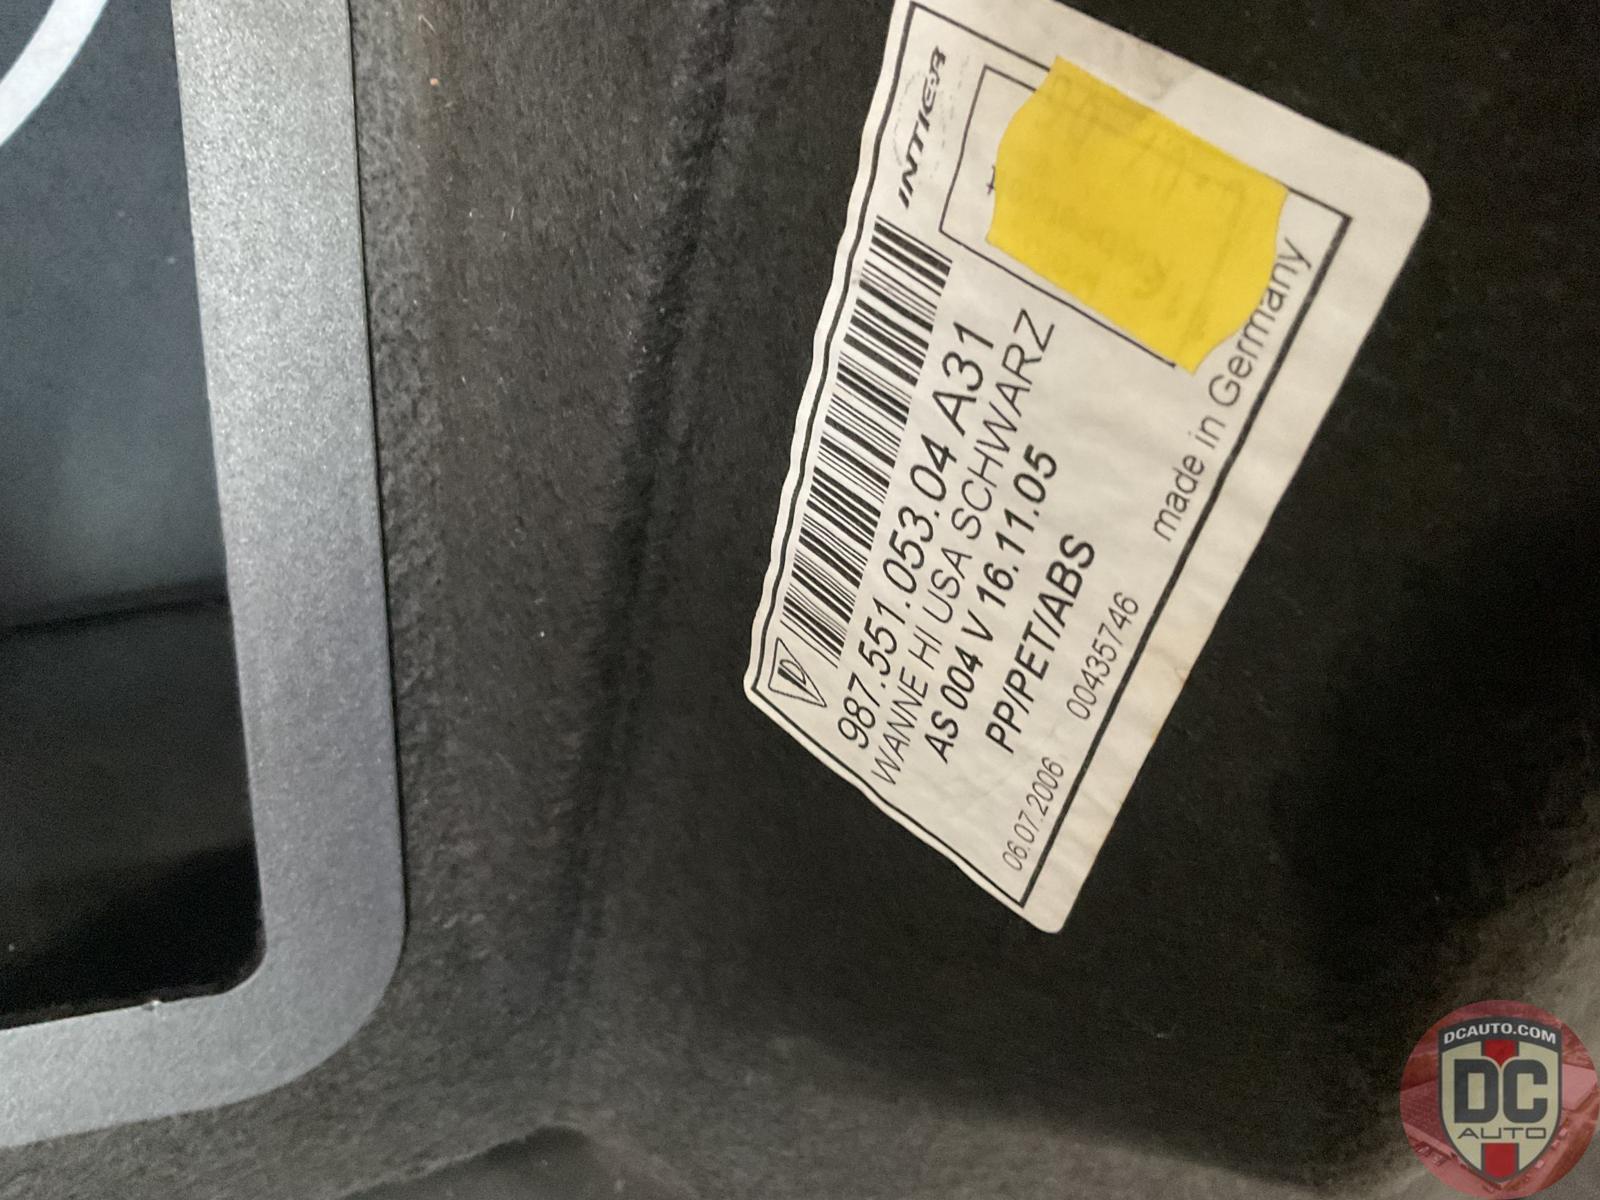 INTIER
987.551.053.04 A31
WANNE HI USA SCHWARZ
AS 004 V 16.11.05
PP/PET/ABS
06.07.2006 00435746 made in Germany
DCAUTO.COM
DC
AUTO